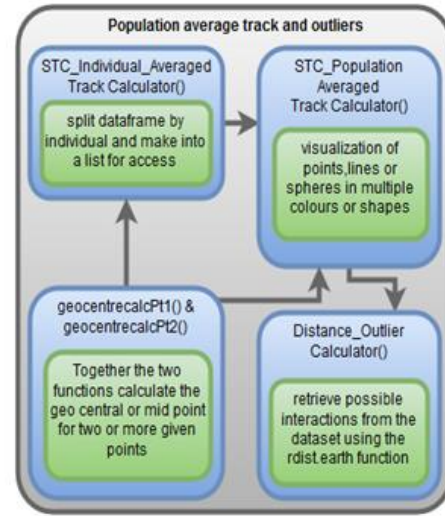 Population average track and outliers
STC_Individual_Averaged
Track Calculator()
split dataframe by
individual and make into
a list for access
STC_Population
Averaged
Track Calculator()
visualization of
points,lines or
spheres in multiple
colours or shapes
geocentrecalcPt1() &
geocentrecalcPt2()
Together the two
functions calculate the
geo central or mid point
for two or more given
points
Distance_Outlier
Calculator()
retrieve possible
interactions from the
dataset using the
rdist.earth function